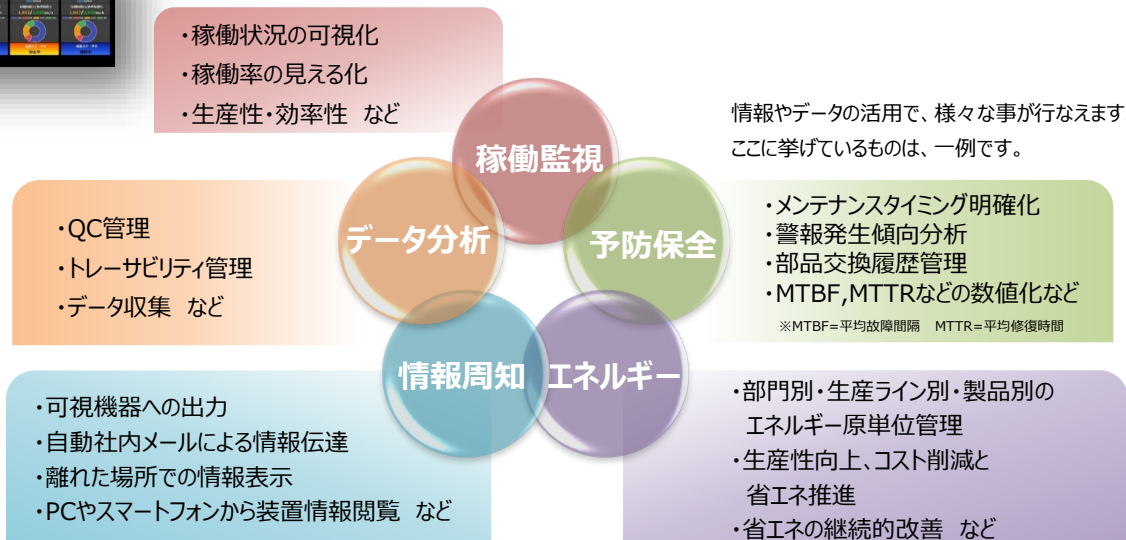 ・稼働状況の可視化
・稼働率の見える化
・生産性・効率性 など
情報やデータの活用で、様々な事が行なえます
ここに挙げているものは、一例です。
稼働監視
データ分析
予防保全
情報周知
エネルギー
・QC管理
・トレーサビリティ管理
・データ収集 など
・メンテナンスタイミング明確化
・警報発生傾向分析
・部品交換履歴管理
・MTBF,MTTRなどの数値化など
※MTBF=平均故障間隔 MTTR=平均修復時間
・可視機器への出力
・自動社内メールによる情報伝達
・離れた場所での情報表示
・PCやスマートフォンから装置情報閲覧 など
・部門別・生産ライン別・製品別の
エネルギー原単位管理
・生産性向上、コスト削減と
省エネ推進
・省エネの継続的改善 など